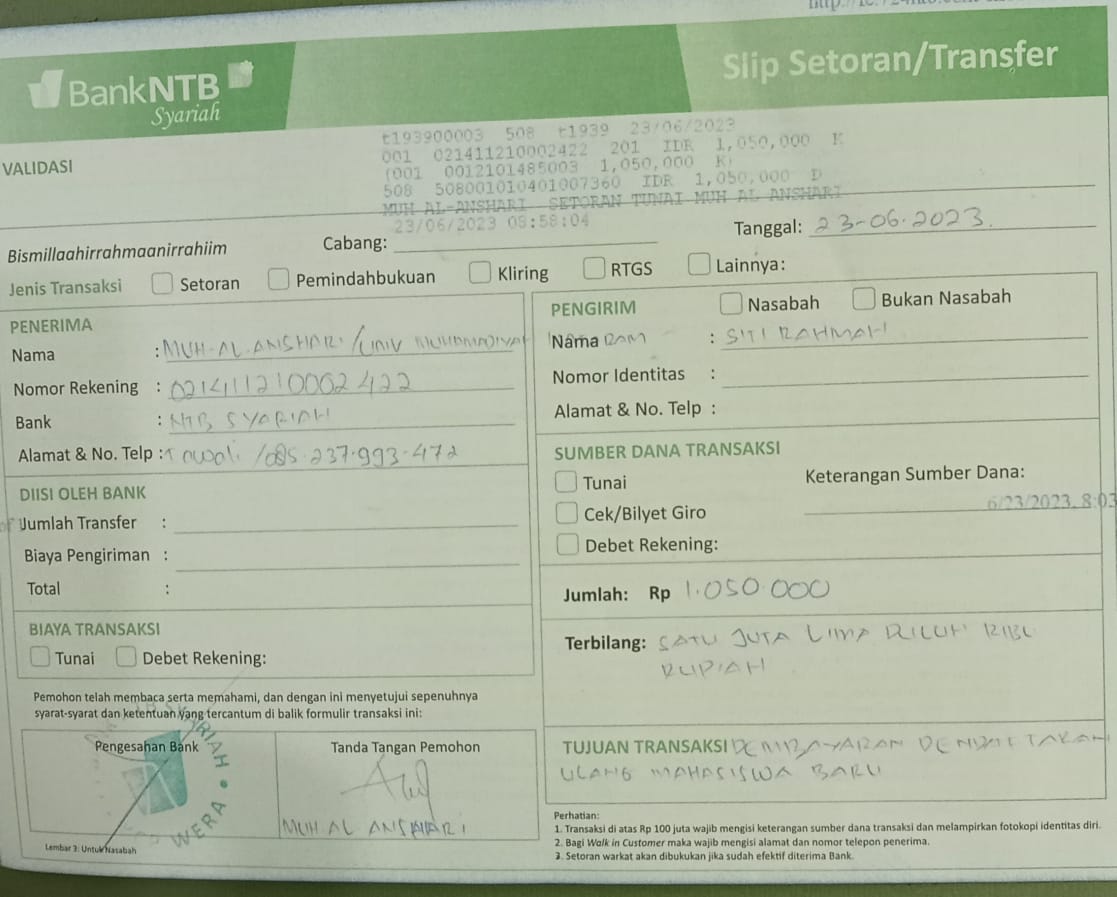 BankNTB
Syariah
Slip Setoran/Transfer
VALIDASI
t193900003 508 t1939 23/06/2023
001 021411210002422 201 IDR 1,050,000 K
(001 0012101485003 1,050,000 K)
508 508001010401007360 IDR 1,050,000 D
MUH AL-ANSHARI SETORAN TUNAI MUH AL ANSHARI
23/06/2023 08:58:04
Bismillaahirrahmaanirrahiim
Cabang:
Tanggal: 23-06-2023.
Jenis Transaksi Setoran Pemindahbukuan Kliring RTGS Lainnya:
PENERIMA
Nama : MUH. AL. ANSHARI / UNIV
Nomor Rekening : 021411210002422
Bank : NTB SYARIAH
Alamat & No. Telp : Tawali /085.237.993.472
DIISI OLEH BANK
Jumlah Transfer :
Biaya Pengiriman :
Total :
BIAYA TRANSAKSI
Tunai Debet Rekening:
Pemohon telah membaca serta memahami, dan dengan ini menyetujui sepenuhnya
syarat-syarat dan ketentuan yang tercantum di balik formulir transaksi ini:
Pengesahan Bank
SYARIAH
WERA
Tanda Tangan Pemohon
MUH AL ANSHARI
Lembar 3: Untuk Nasabah
PENGIRIM Nasabah Bukan Nasabah
Nama : SITI RAHMAH
Nomor Identitas :
Alamat & No. Telp :
SUMBER DANA TRANSAKSI
Tunai
Keterangan Sumber Dana:
6/23/2023, 8:03
Cek/Bilyet Giro
Debet Rekening:
Jumlah: Rp 1.050.000
Terbilang: SATU JUTA LIMA PULUH RIBU
RUPIAH
TUJUAN TRANSAKSI PEMBAYARAN
ULANG MAHASISWA BARU
Perhatian:
1. Transaksi di atas Rp 100 juta wajib mengisi keterangan sumber dana transaksi dan melampirkan fotokopi identitas diri.
2. Bagi Walk in Customer maka wajib mengisi alamat dan nomor telepon penerima.
3. Setoran warkat akan dibukukan jika sudah efektif diterima Bank.